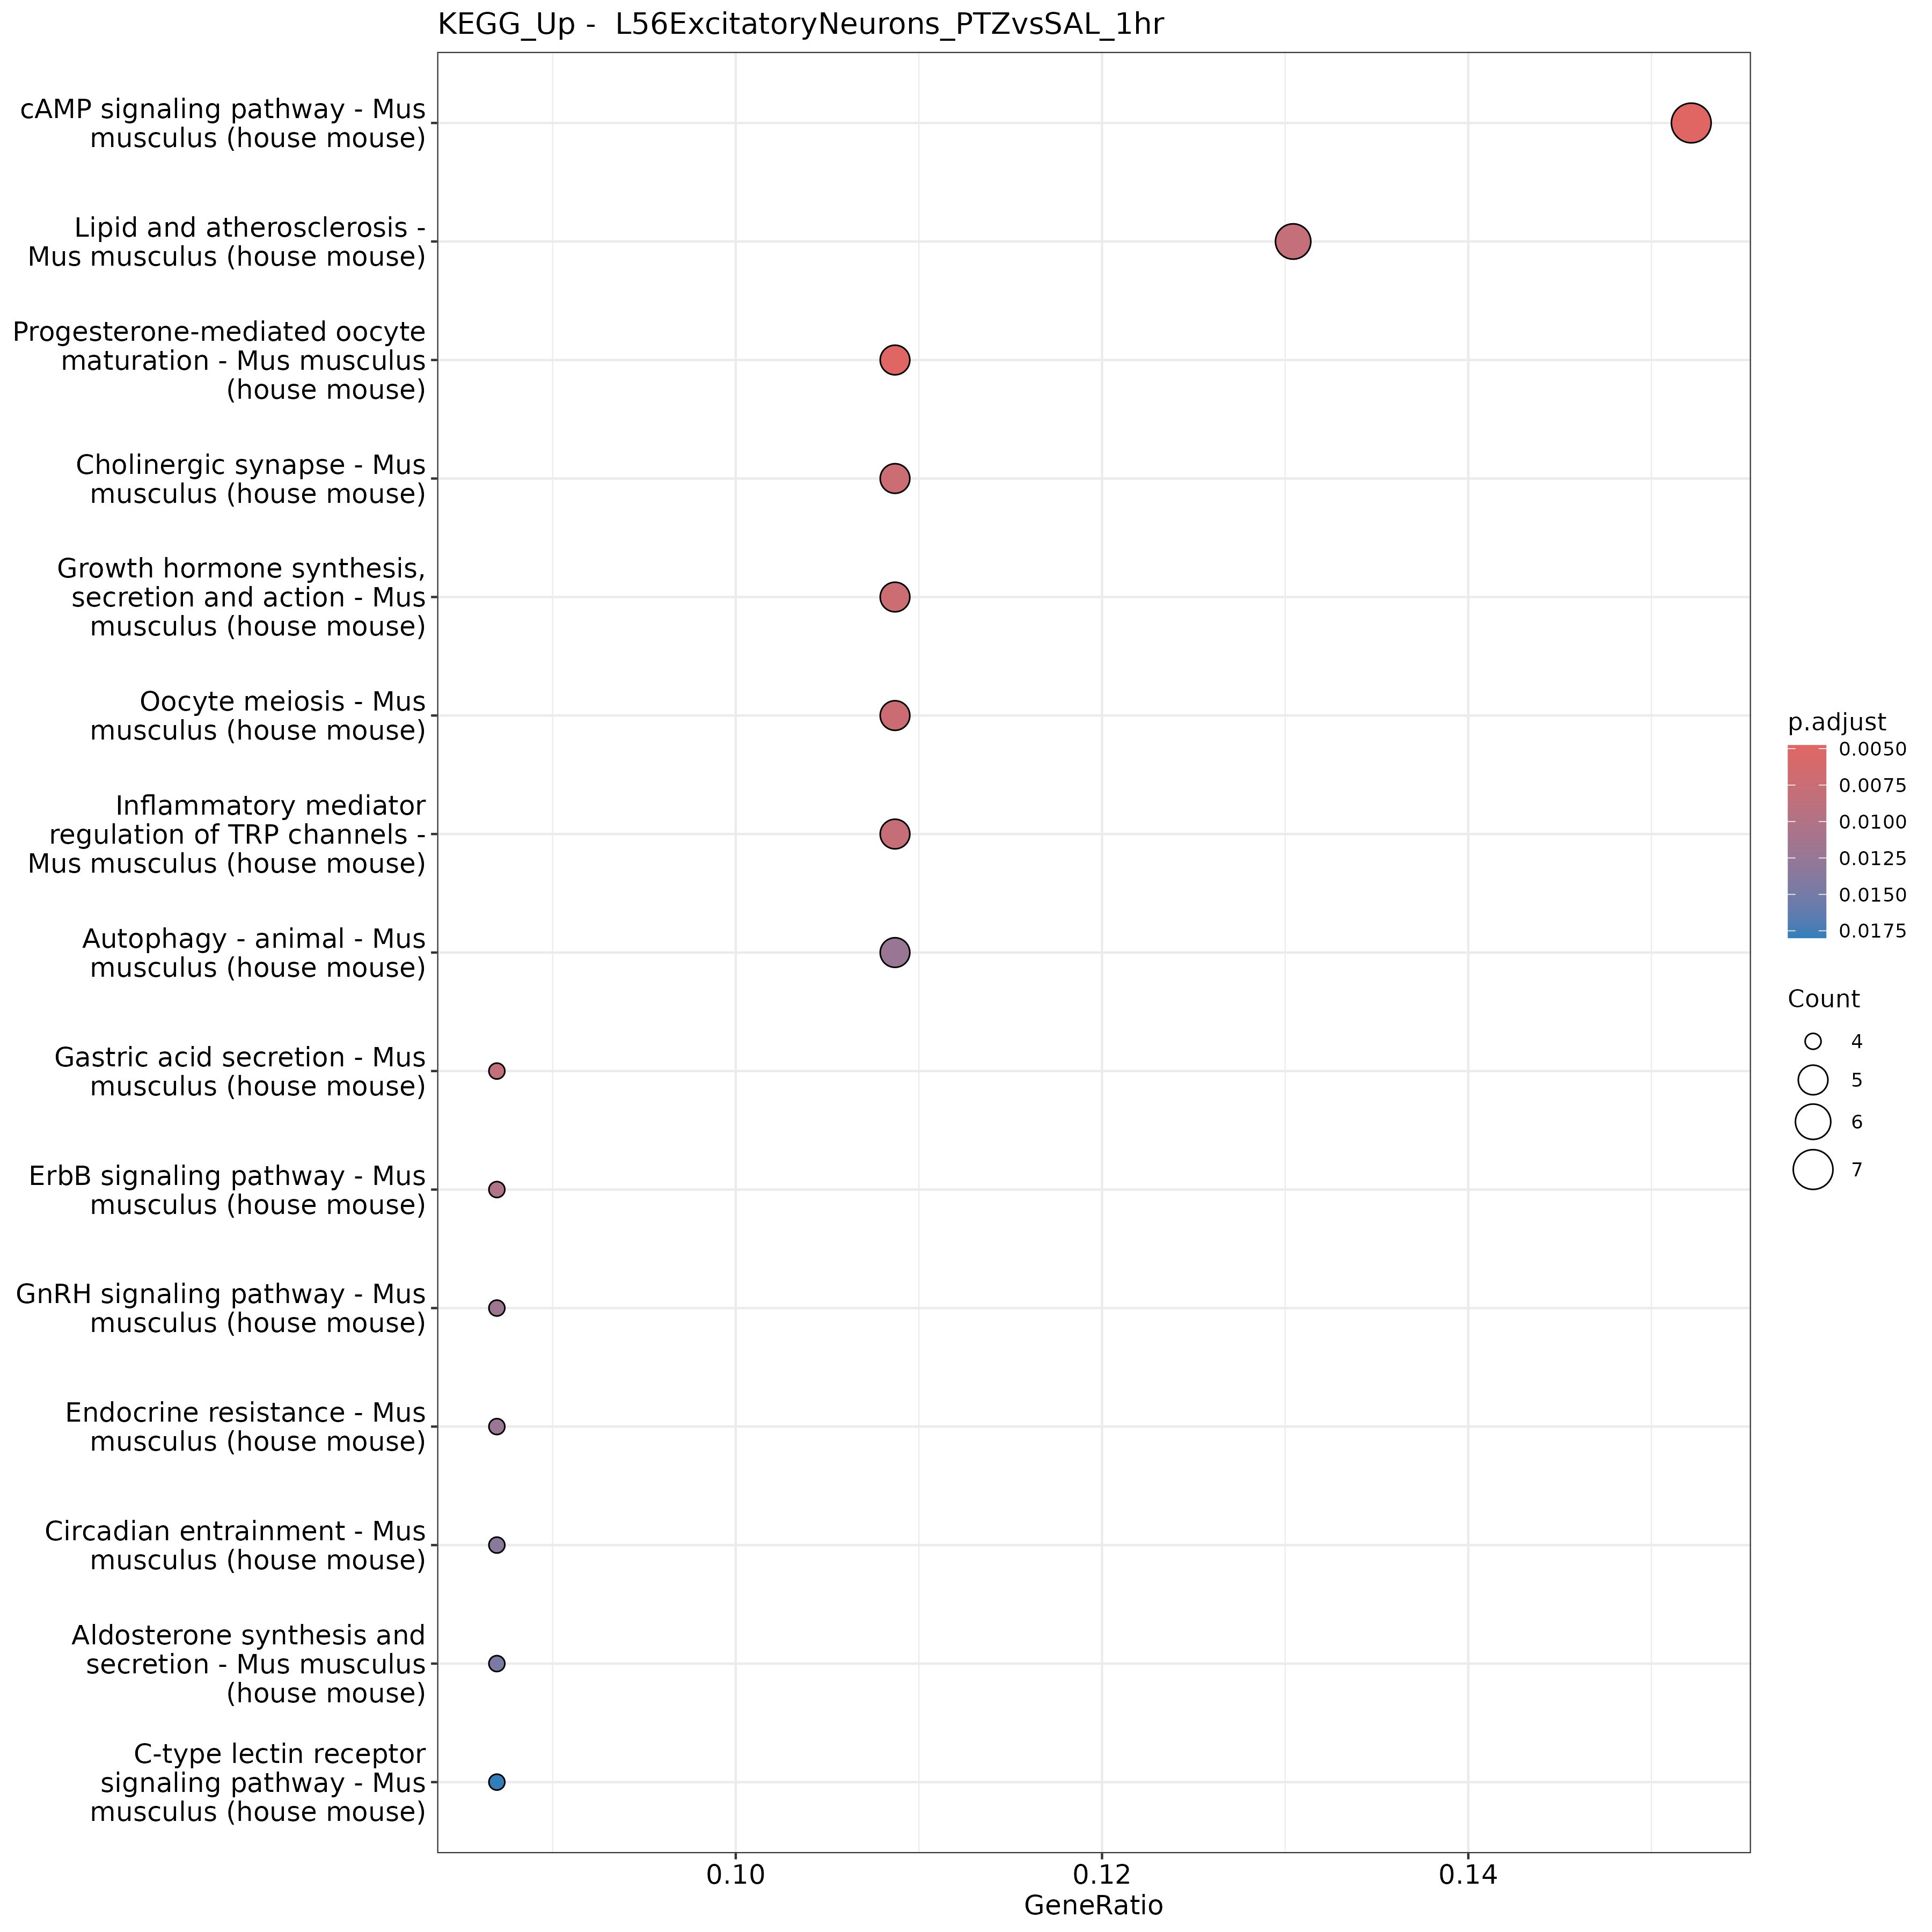 KEGG_Up -  L56ExcitatoryNeurons_PTZvsSAL_1hr
cAMP signaling pathway - Mus
musculus (house mouse)
Lipid and atherosclerosis -
Mus musculus (house mouse)
Progesterone-mediated oocyte
maturation - Mus musculus
(house mouse)
Cholinergic synapse - Mus
musculus (house mouse)
Growth hormone synthesis,
secretion and action - Mus
musculus (house mouse)
Oocyte meiosis - Mus
musculus (house mouse)
Inflammatory mediator
regulation of TRP channels -
Mus musculus (house mouse)
Autophagy - animal - Mus
musculus (house mouse)
Gastric acid secretion - Mus
musculus (house mouse)
ErbB signaling pathway - Mus
musculus (house mouse)
GnRH signaling pathway - Mus
musculus (house mouse)
Endocrine resistance - Mus
musculus (house mouse)
Circadian entrainment - Mus
musculus (house mouse)
Aldosterone synthesis and
secretion - Mus musculus
(house mouse)
C-type lectin receptor
signaling pathway - Mus
musculus (house mouse)
0.10
0.12
0.14
GeneRatio
p.adjust
0.0050
0.0075
0.0100
0.0125
0.0150
0.0175
Count
4
5
6
7